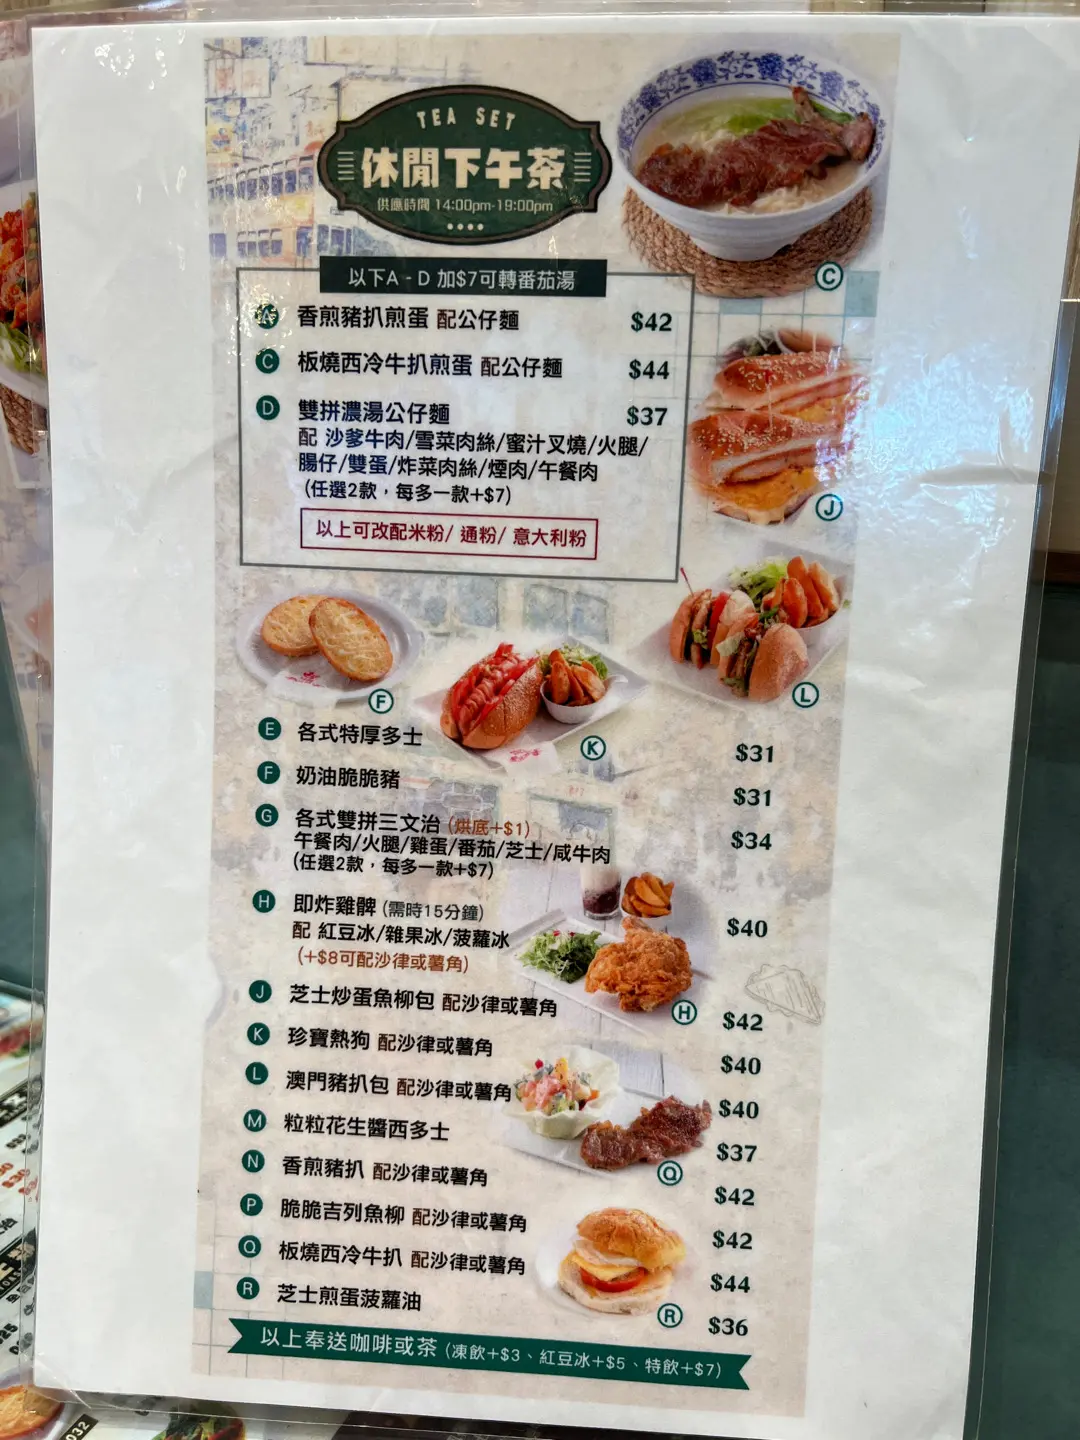 TEA SET
休閒下午茶
供應時間 14:00pm-19:00pm
以下A - D 加$7可轉番茄湯
A 香煎豬扒煎蛋 配公仔麵 $42
C 板燒西冷牛扒煎蛋 配公仔麵 $44
D 雙拼濃湯公仔麵 $37
配 沙爹牛肉/雪菜肉絲/蜜汁叉燒/火腿/
腸仔/雙蛋/炸菜肉絲/煙肉/午餐肉
(任選2款，每多一款+$7)
以上可改配米粉/ 通粉/ 意大利粉
C
J
L
F
K
E 各式特厚多士 $31
F 奶油脆脆豬 $31
G 各式雙拼三文治 (烘底+$1) $34
午餐肉/火腿/雞蛋/番茄/芝士/咸牛肉
(任選2款，每多一款+$7)
H 即炸雞髀 (需時15分鐘) $40
配 紅豆冰/雜果冰/菠蘿冰
(+$8可配沙律或薯角)
H
J 芝士炒蛋魚柳包 配沙律或薯角 $42
K 珍寶熱狗 配沙律或薯角 $40
L 澳門豬扒包 配沙律或薯角 $40
M 粒粒花生醬西多士 $37
N 香煎豬扒 配沙律或薯角 $42
Q
P 脆脆吉列魚柳 配沙律或薯角 $42
Q 板燒西冷牛扒 配沙律或薯角 $44
R 芝士煎蛋菠蘿油 $36
R
以上奉送咖啡或茶 (凍飲+$3、紅豆冰+$5、特飲+$7)